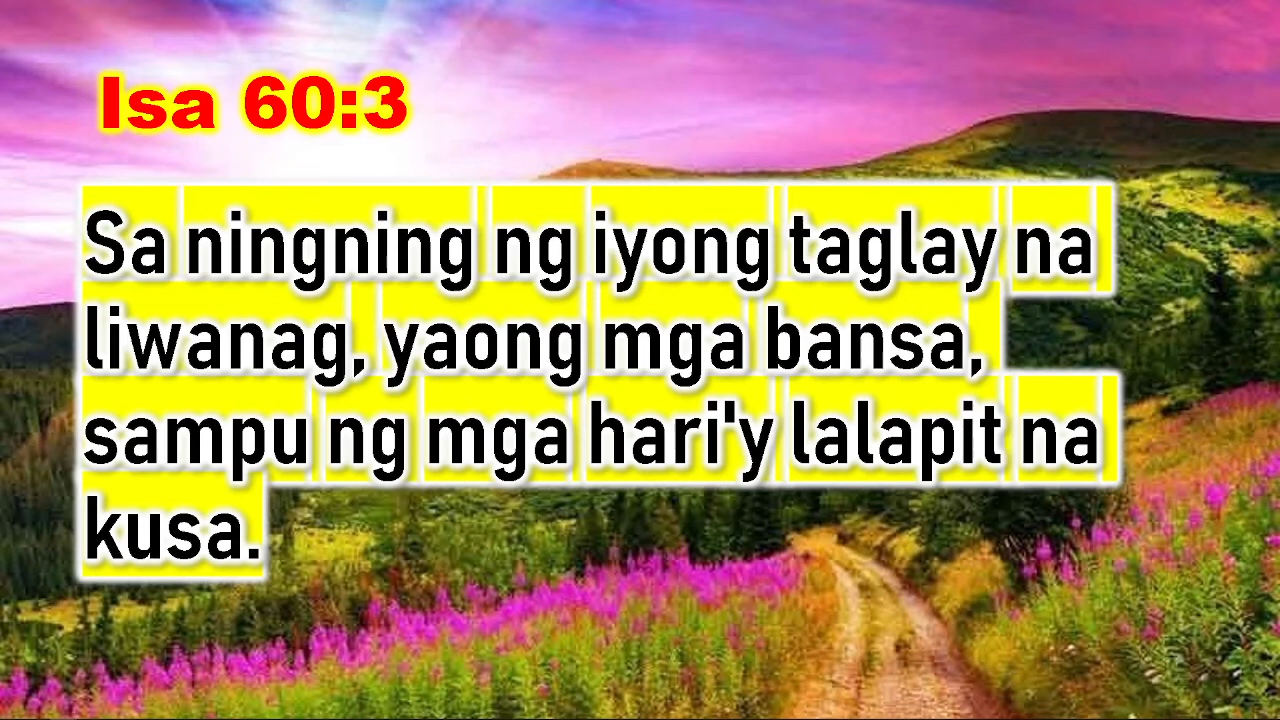 Isa 60:3
Sa ningning ng iyong taglay na
liwanag, yaong mga bansa,
sampu ng mga hari'y lalapit na
kusa.